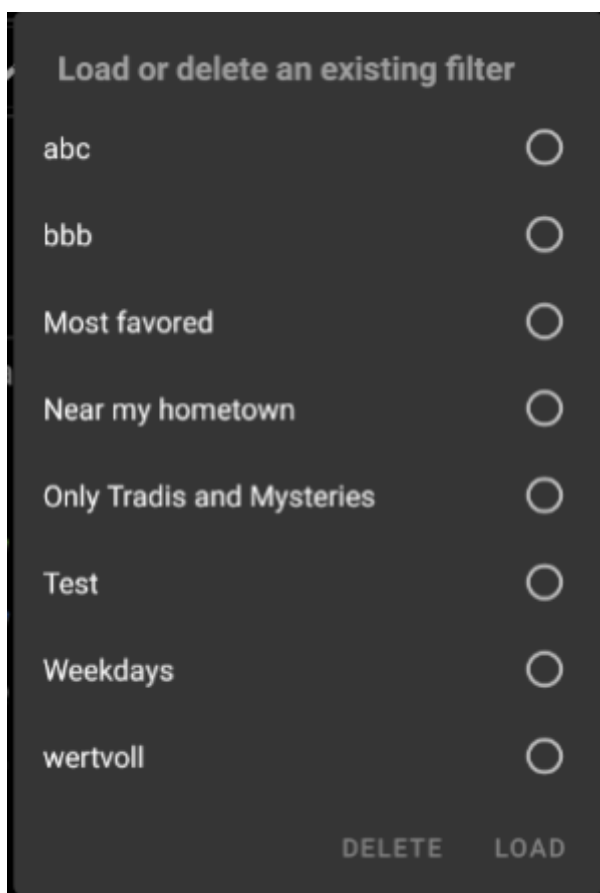 Load or delete an existing filter
abc
bbb
Most favored
Near my hometown
Only Tradis and Mysteries
Test
Weekdays
wertvoll
DELETE LOAD